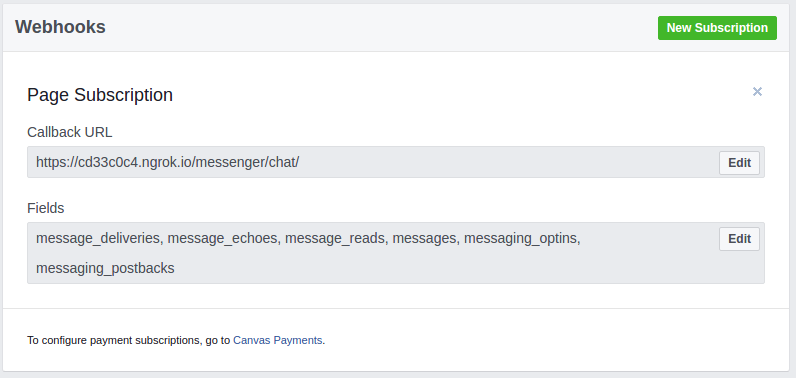 Webhooks
New Subscription
Page Subscription
×
Callback URL
https://cd33c0c4.ngrok.io/messenger/chat/
Edit
Fields
message_deliveries, message_echoes, message_reads, messages, messaging_optins,
Edit
messaging_postbacks
To configure payment subscriptions, go to Canvas Payments.